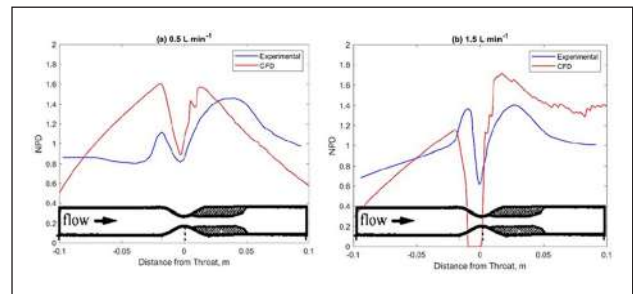 (a) 0.5 L min⁻¹
Experimental
CFD
NPD
2
1.8
1.6
1.4
1.2
1
0.8
0.6
0.4
0.2
0
flow
-0.1
-0.05
0
0.05
0.1
Distance from Throat, m
(b) 1.5 L min⁻¹
Experimental
CFD
NPD
2
1.8
1.6
1.4
1.2
1
0.8
0.6
0.4
0.2
0
flow
-0.1
-0.05
0
0.05
0.1
Distance from Throat, m